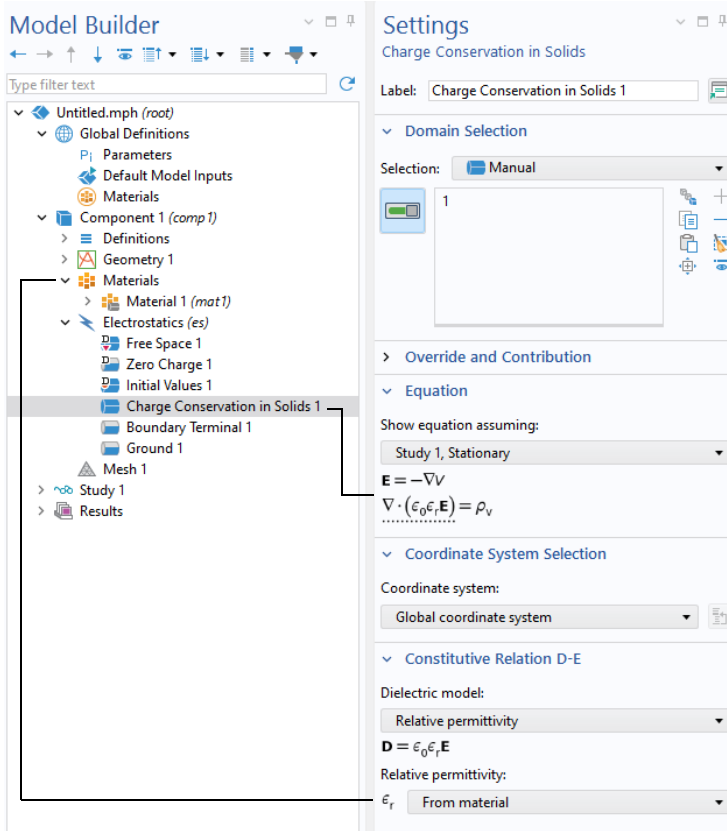 Model Builder
Type filter text
Untitled.mph (root)
Global Definitions
Pi Parameters
Default Model Inputs
Materials
Component 1 (comp1)
Definitions
Geometry 1
Materials
Material 1 (mat1)
Electrostatics (es)
D Free Space 1
D Zero Charge 1
D Initial Values 1
Charge Conservation in Solids 1
Boundary Terminal 1
Ground 1
Mesh 1
Study 1
Results
Settings
Charge Conservation in Solids
Label: Charge Conservation in Solids 1
Domain Selection
Selection: Manual
1
Override and Contribution
Equation
Show equation assuming:
Study 1, Stationary
E = −∇V
∇ · (ϵ₀ϵᵣE) = ρᵥ
Coordinate System Selection
Coordinate system:
Global coordinate system
Constitutive Relation D-E
Dielectric model:
Relative permittivity
D = ϵ₀ϵᵣE
Relative permittivity:
ϵᵣ From material